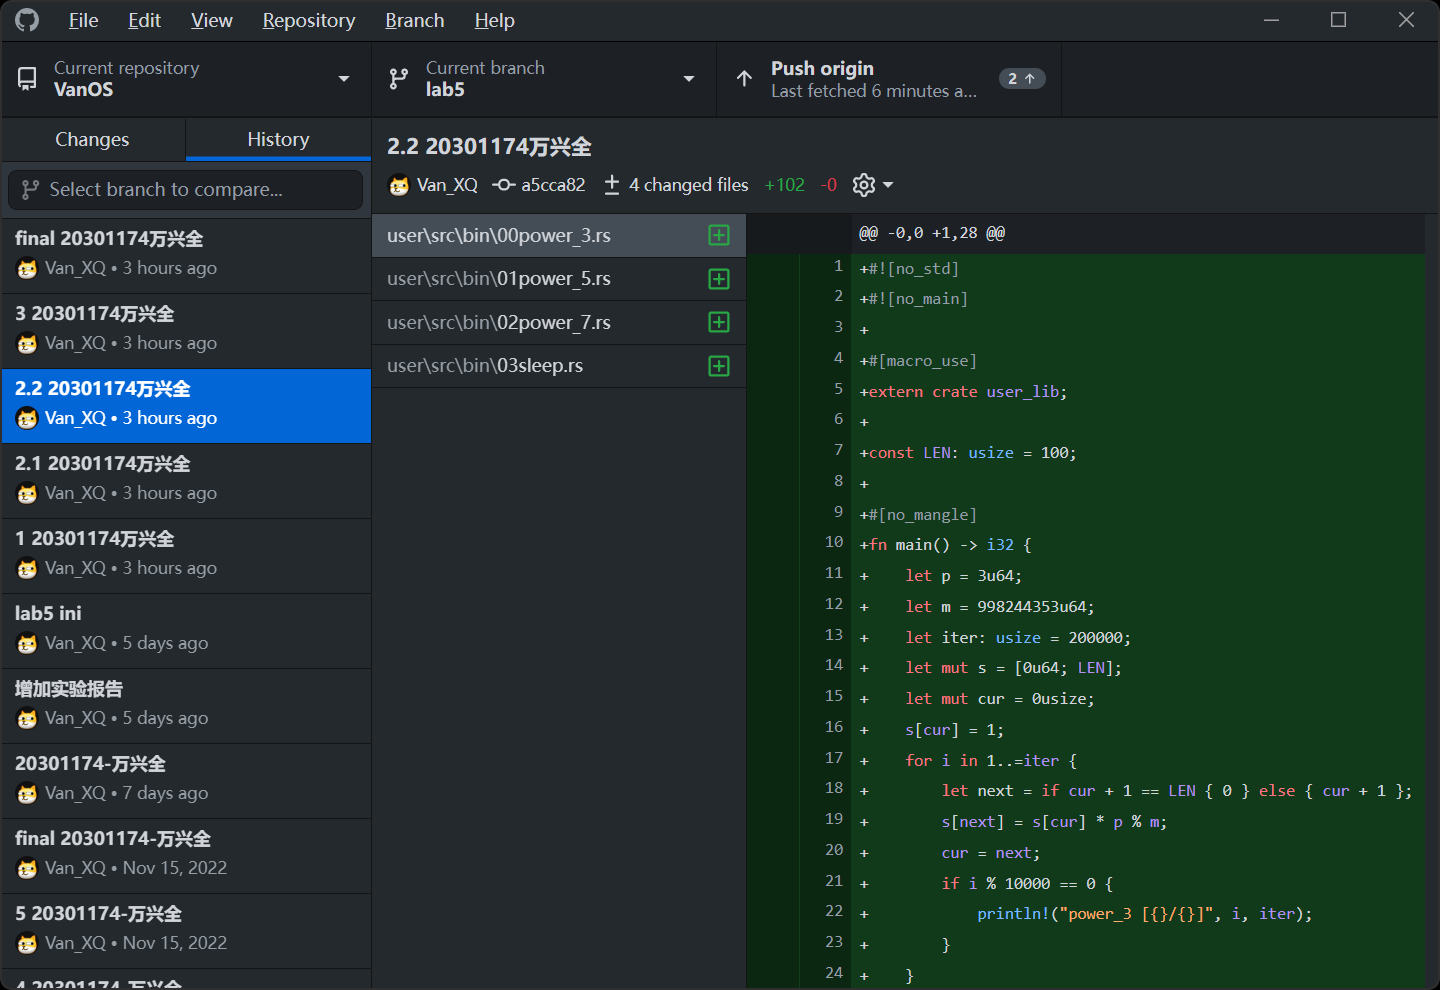 File Edit View Repository Branch Help
Current repository
VanOS
Current branch
lab5
Push origin
Last fetched 6 minutes a...
2
Changes
History
Select branch to compare...
final 20301174万兴全
Van_XQ • 3 hours ago
3 20301174万兴全
Van_XQ • 3 hours ago
2.2 20301174万兴全
Van_XQ • 3 hours ago
2.1 20301174万兴全
Van_XQ • 3 hours ago
1 20301174万兴全
Van_XQ • 3 hours ago
lab5 ini
Van_XQ • 5 days ago
增加实验报告
Van_XQ • 5 days ago
20301174-万兴全
Van_XQ • 7 days ago
final 20301174-万兴全
Van_XQ • Nov 15, 2022
5 20301174-万兴全
Van_XQ • Nov 15, 2022
4 20301174-万兴全
2.2 20301174万兴全
Van_XQ a5cca82 4 changed files +102 -0
user\src\bin\00power_3.rs
user\src\bin\01power_5.rs
user\src\bin\02power_7.rs
user\src\bin\03sleep.rs
@@ -0,0 +1,28 @@
1 +#![no_std]
2 +#![no_main]
3 +
4 +#[macro_use]
5 +extern crate user_lib;
6 +
7 +const LEN: usize = 100;
8 +
9 +#[no_mangle]
10 +fn main() -> i32 {
11 +    let p = 3u64;
12 +    let m = 998244353u64;
13 +    let iter: usize = 200000;
14 +    let mut s = [0u64; LEN];
15 +    let mut cur = 0usize;
16 +    s[cur] = 1;
17 +    for i in 1..=iter {
18 +        let next = if cur + 1 == LEN { 0 } else { cur + 1 };
19 +        s[next] = s[cur] * p % m;
20 +        cur = next;
21 +        if i % 10000 == 0 {
22 +            println!("power_3 [{}/{}]", i, iter);
23 +        }
24 +    }